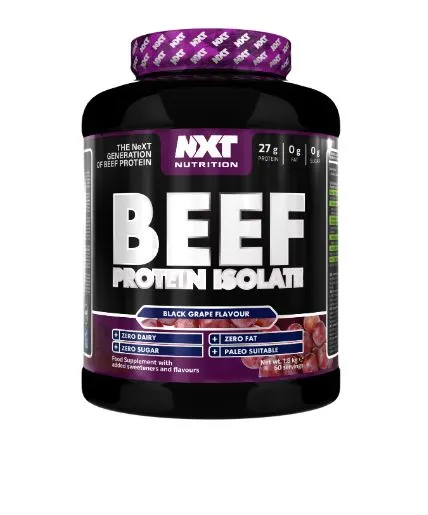 NXT
NUTRITION
THE NeXT
GENERATION
OF BEEF PROTEIN
27g 0g 0g
PROTEIN FAT SUGAR
BEEF
PROTEIN ISOLATE
BLACK GRAPE FLAVOUR
+ ZERO DAIRY + ZERO FAT
+ ZERO SUGAR + PALEO SUITABLE
Food Supplement with
added sweeteners and flavours
Net wt. 1.8 kg e
60 servings